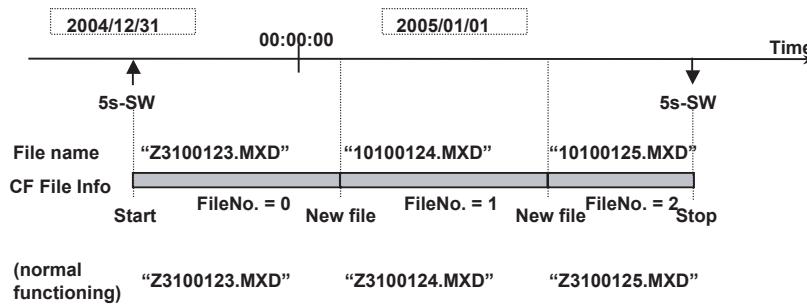 2004/12/31 2005/01/01
00:00:00
Time
5s-SW 5s-SW
File name “Z3100123.MXD” “10100124.MXD” “10100125.MXD”
CF File Info
FileNo. = 0 FileNo. = 1 FileNo. = 2
Start New file New file Stop
(normal
functioning) “Z3100123.MXD” “Z3100124.MXD” “Z3100125.MXD”